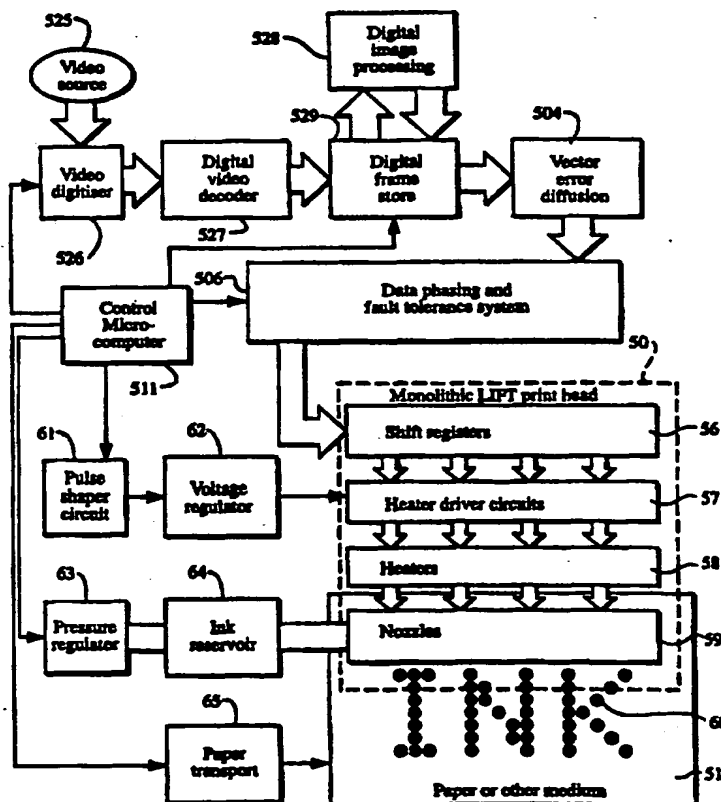 525
Video
source
528
Digital
image
processing
529
504
Video
digitiser
526
Digital
video
decoder
527
Digital
frame
store
Vector
error
diffusion
506
Data phasing and
fault tolerance system
Control
Micro-
computer
511
50
Monolithic LIFT print head
Shift registers
56
61
Pulse
shaper
circuit
62
Voltage
regulator
Heater driver circuits
57
Heaters
58
63
Pressure
regulator
64
Ink
reservoir
Nozzles
59
INK
65
Paper
transport
51
Paper or other medium